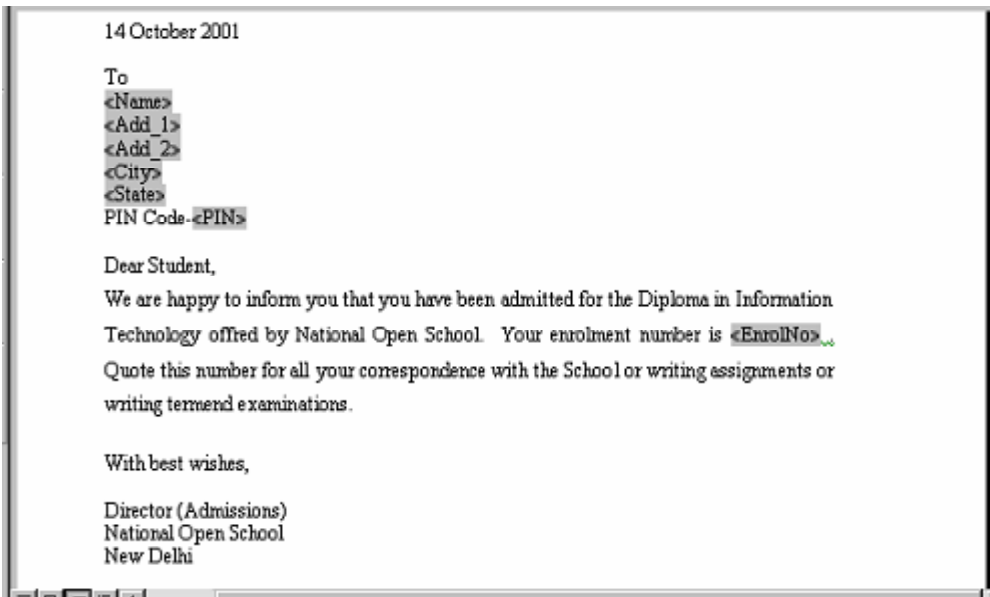 14 October 2001
To
<Name>
<Add_1>
<Add_2>
<City>
<State>
PIN Code-<PIN>
Dear Student,
We are happy to inform you that you have been admitted for the Diploma in Information
Technology offred by National Open School. Your enrolment number is <EnrolNo>
Quote this number for all your correspondence with the School or writing assignments or
writing termend examinations.
With best wishes,
Director (Admissions)
National Open School
New Delhi